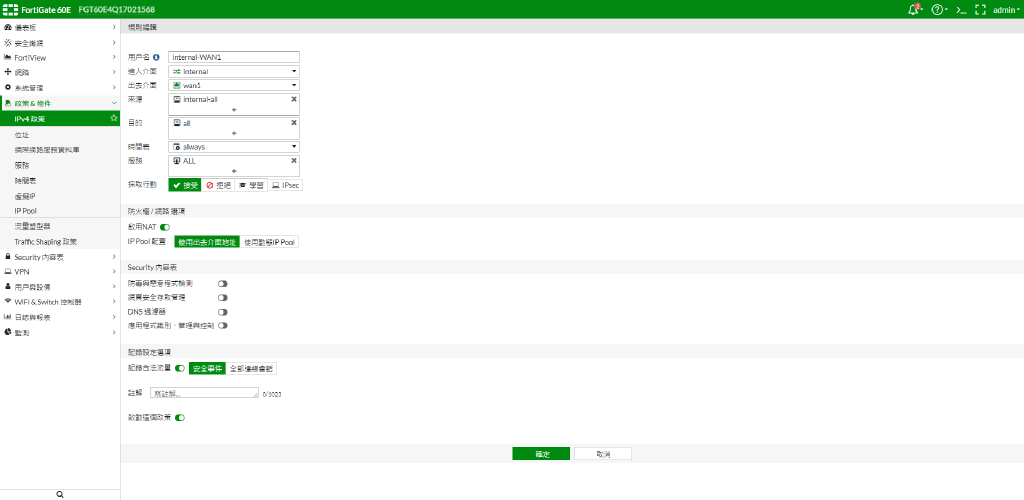 FortiGate 60E FGT60E4Q17021568
2 admin
儀表板
安全織網
FortiView
網路
系統管理
政策 & 物件
IPv4 政策
位址
網際網路服務資料庫
服務
時間表
虛擬IP
IP Pool
流量塑型器
Traffic Shaping 政策
Security 內容表
VPN
用戶與設備
WiFi & Switch 控制器
日誌與報表
監測
規則編輯
用戶名 Internal-WAN1
進入介面 internal
出去介面 wan1
來源 internal-all
+
目的 all
+
時間表 always
服務 ALL
+
採取行動 接受 拒絕 學習 IPsec
防火牆 / 網路 選項
啟用NAT
IP Pool 配置 使用出去介面地址 使用動態IP Pool
Security 內容表
防毒與惡意程式檢測
網頁安全存取管理
DNS 過濾器
應用程式識別、管理與控制
記錄設定選項
記錄合法流量 安全事件 全部連線會話
註解 寫註解... 0/1023
啟動這個政策
確定 取消